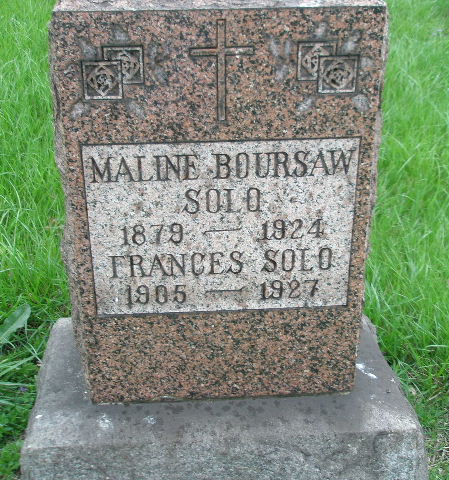 MALINE BOURSAW
SOLO
1879 — 1924
FRANCES SOLO
1905 — 1927